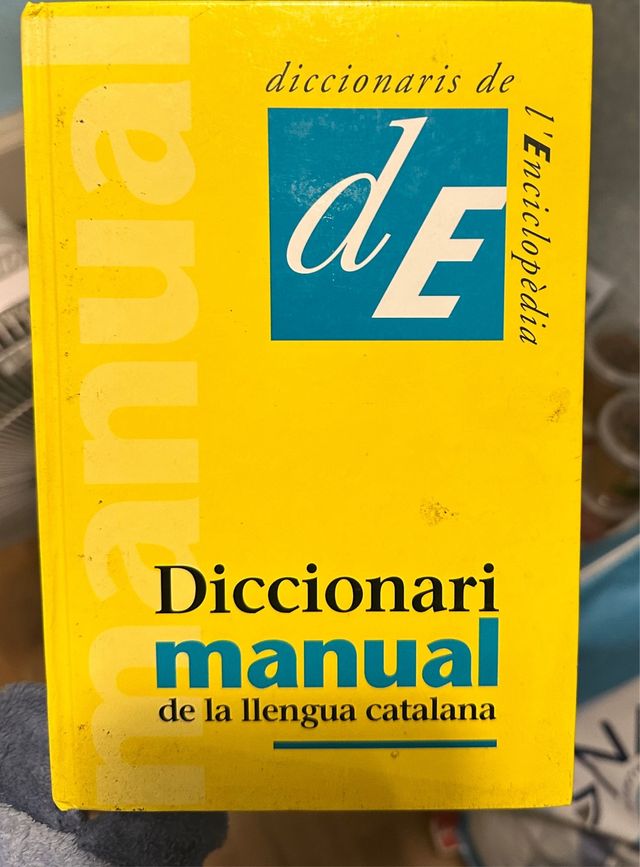 manual
diccionaris de
l'Enciclopèdia
dE
Diccionari
manual
de la llengua catalana